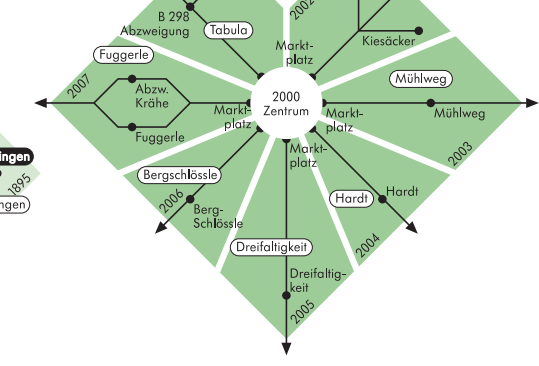 B 298
Abzweigung
Tabula
2002
Markt-
platz
Kiesäcker
Fuggerle
2007
Abzw.
Krähe
Fuggerle
Markt-
platz
2000
Zentrum
Markt-
platz
Mühlweg
Mühlweg
2003
Markt-
platz
Bergschlössle
2006
Berg-
Schlössle
Hardt
Hardt
2004
Dreifaltigkeit
Dreifaltig-
keit
2005
ingen
1895
ngen